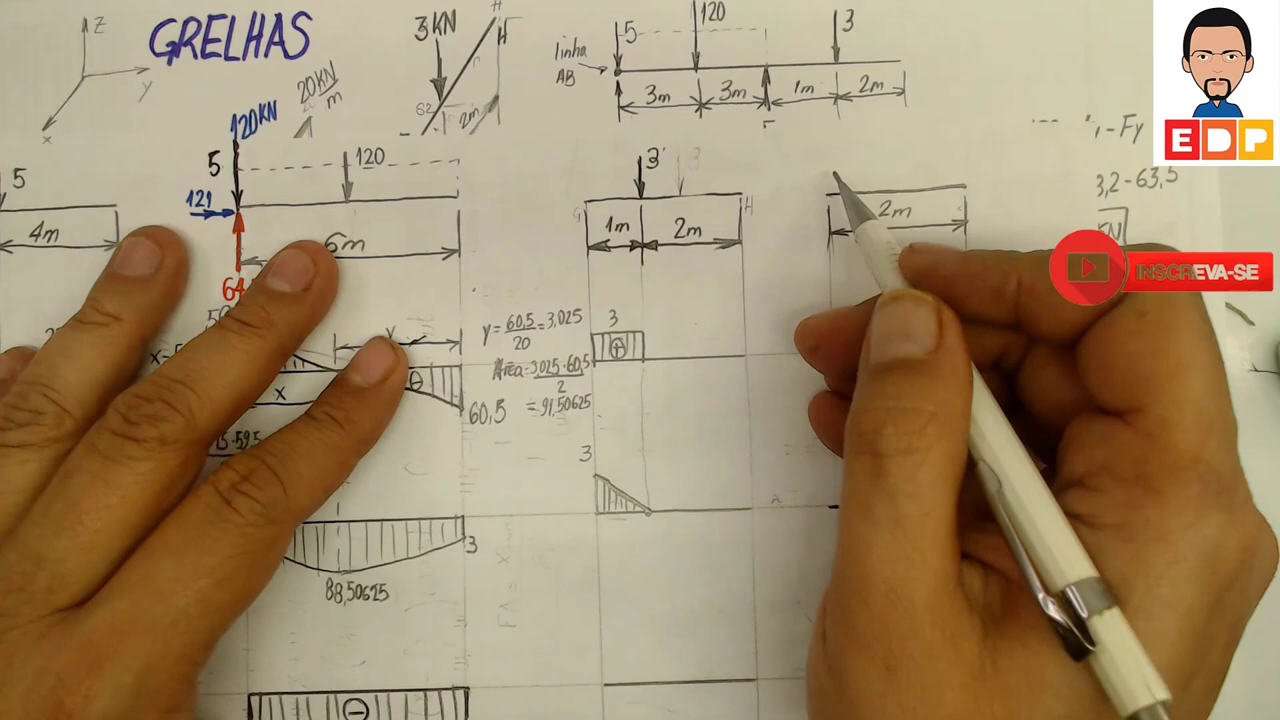 GRELHAS
Z
Y
x
20KN
m
120KN
3KN
H
H
2m
linha
AB
5
120
3
3m
3m
1m
2m
EDP
-Fy
3,2-63,5
KN
5
4m
5
121
120
6m
64
3
3
G
H
1m
2m
2m
INSCREVA-SE
x
y
x
60,5
Y=60,5=3,025
20
Área=3,025·60,5
2
=91,50625
3
3
3
88,50625